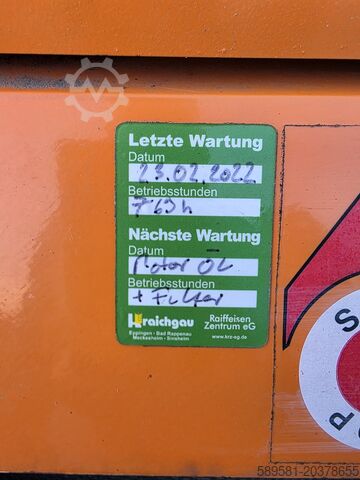 Letzte Wartung
Datum
23.02.2022
Betriebsstunden
763h
Nächste Wartung
Datum
Motor ÖL
Betriebsstunden
+ Filter
Kraichgau
Raiffeisen
Zentrum eG
Eppingen - Bad Rappenau
Meckesheim - Sinsheim
www.krz-eg.de
S
P
589581-20378655